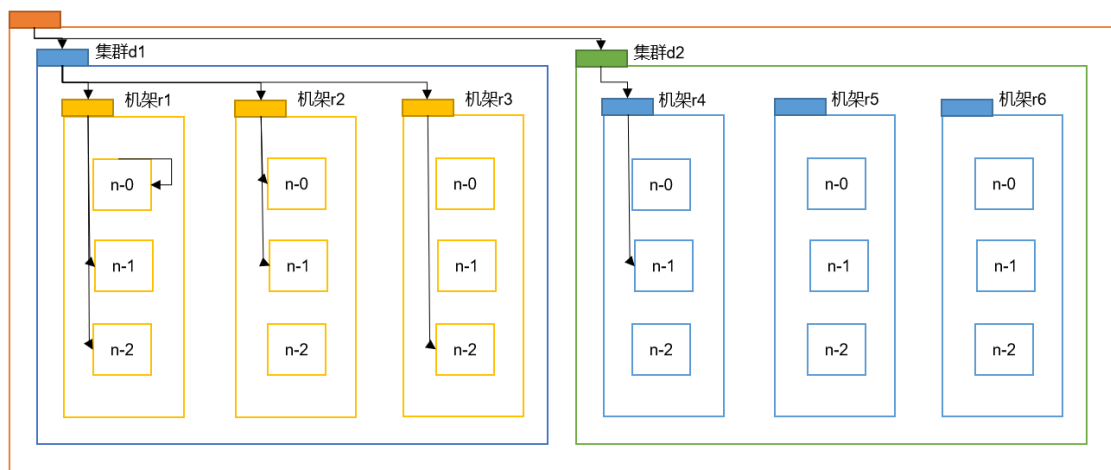 集群d1 集群d2
机架r1 机架r2 机架r3 机架r4 机架r5 机架r6
n-0 n-0 n-0 n-0 n-0 n-0
n-1 n-1 n-1 n-1 n-1 n-1
n-2 n-2 n-2 n-2 n-2 n-2